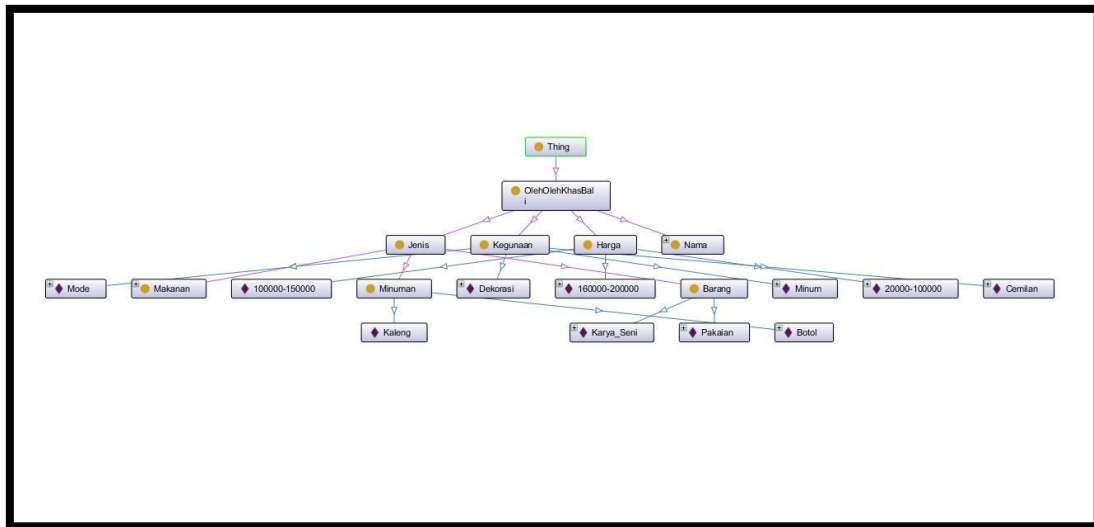 Thing
OlehOlehKhasBal
i
Jenis
Kegunaan
Harga
Nama
Mode
Makanan
100000-150000
Minuman
Dekorasi
160000-200000
Barang
Minum
20000-100000
Cemilan
Kaleng
Karya_Seni
Pakaian
Botol